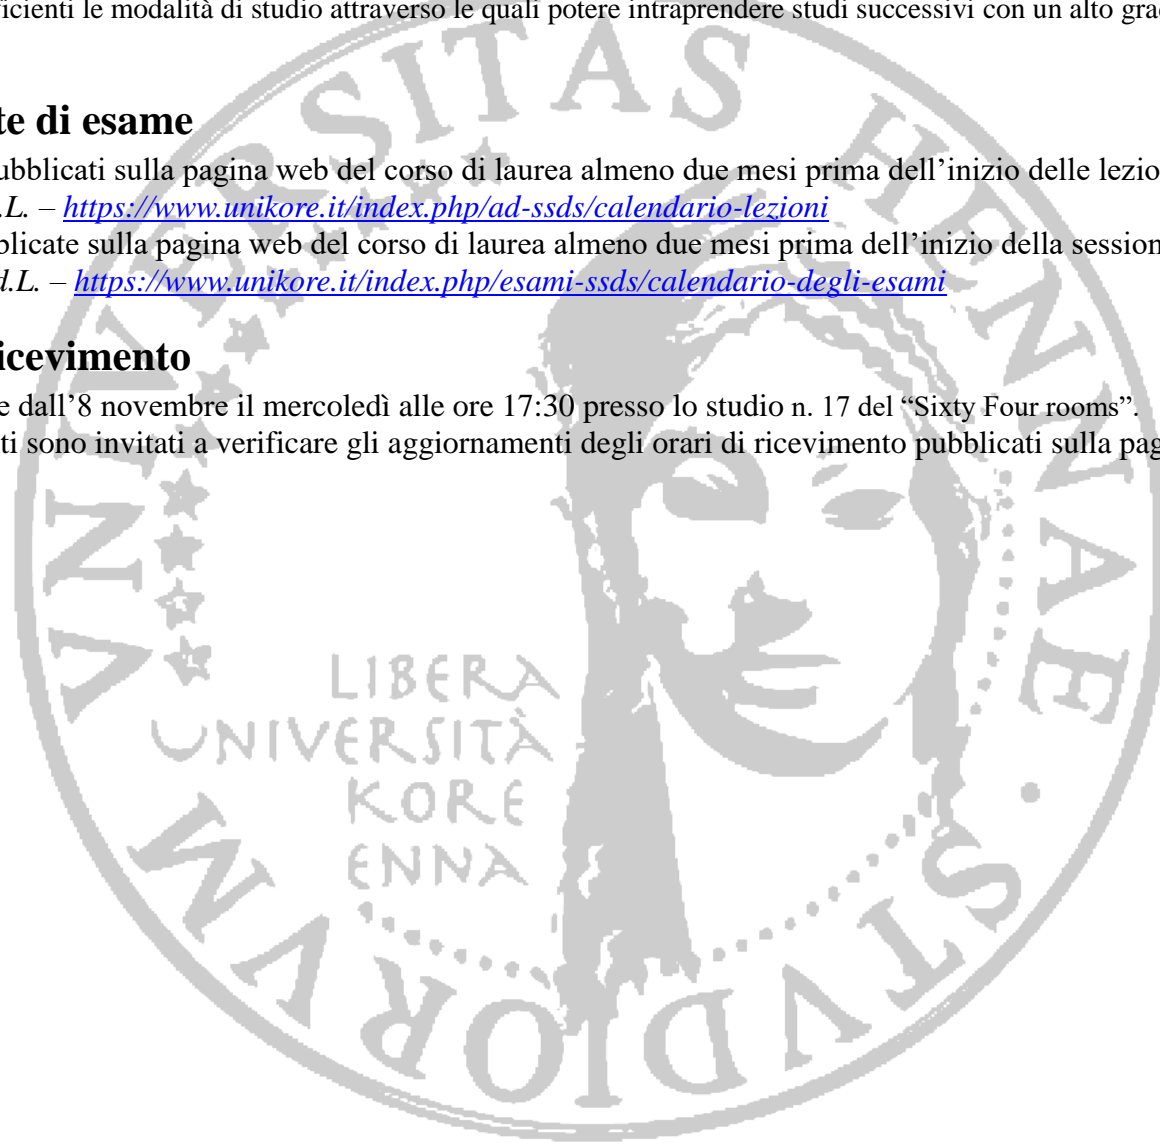 ficienti le modalità di studio attraverso le quali potere intraprendere studi successivi con un alto grad
te di esame
ubblicati sulla pagina web del corso di laurea almeno due mesi prima dell’inizio delle lezio
.L. – https://www.unikore.it/index.php/ad-ssds/calendario-lezioni
blicate sulla pagina web del corso di laurea almeno due mesi prima dell’inizio della session
d.L. – https://www.unikore.it/index.php/esami-ssds/calendario-degli-esami
icevimento
e dall’8 novembre il mercoledì alle ore 17:30 presso lo studio n. 17 del “Sixty Four rooms”.
ti sono invitati a verificare gli aggiornamenti degli orari di ricevimento pubblicati sulla pag
VNIVERSITAS HENNAE · STVDIORVM
LIBERA
UNIVERSITÀ
KORE
ENNA